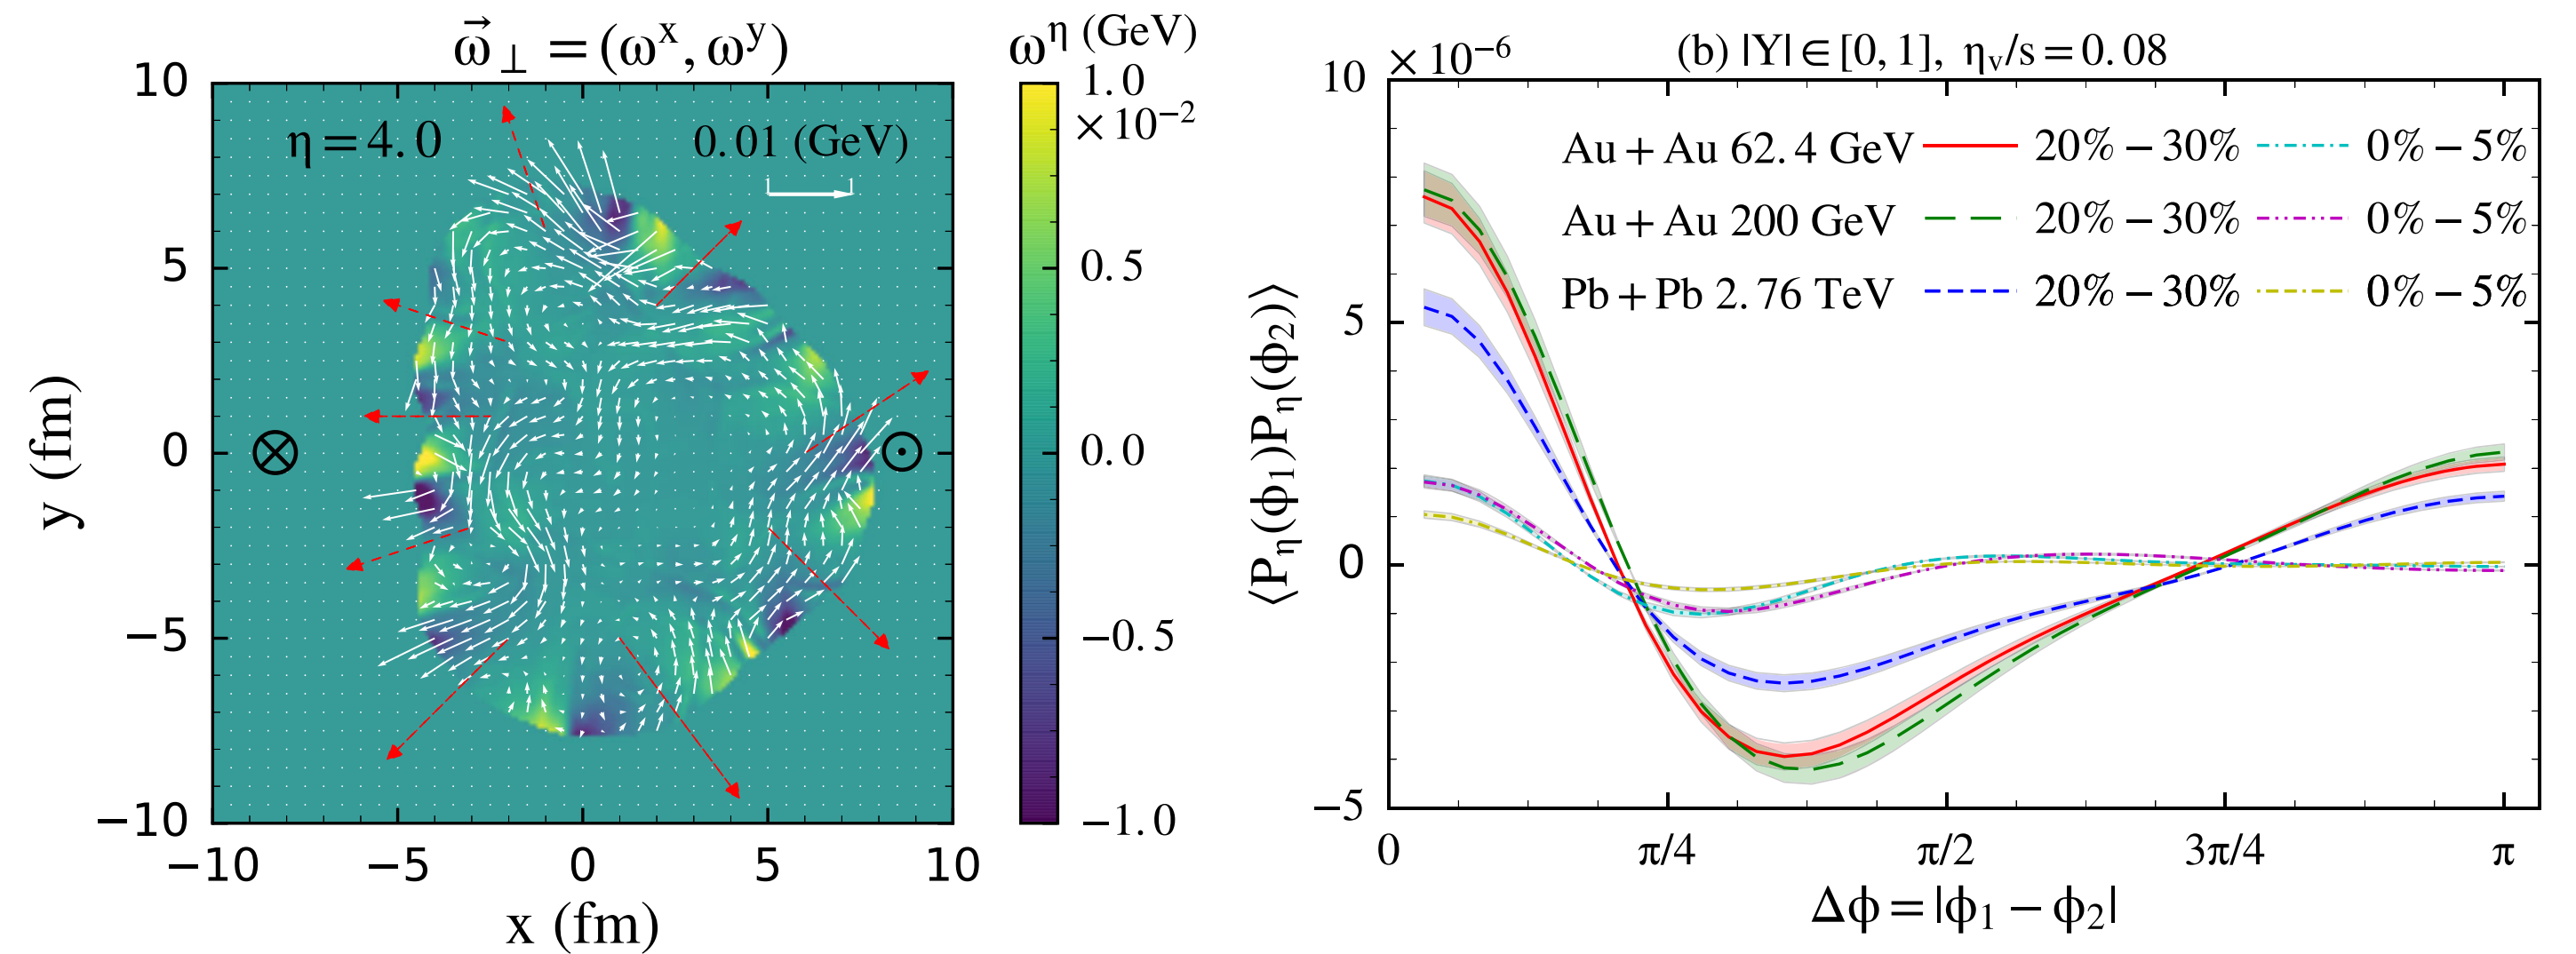 ω⃗⊥ = (ωˣ, ωʸ)
ω^η (GeV)
η = 4.0
0.01 (GeV)
10
5
0
−5
−10
y (fm)
−10 −5 0 5 10
x (fm)
1.0
×10⁻²
0.5
0.0
−0.5
−1.0
×10⁻⁶
(b) |Y| ∈ [0, 1], ηᵥ/s = 0.08
Au + Au 62.4 GeV 20% − 30% 0% − 5%
Au + Au 200 GeV 20% − 30% 0% − 5%
Pb + Pb 2.76 TeV 20% − 30% 0% − 5%
10
5
0
−5
⟨P_η(ϕ₁)P_η(ϕ₂)⟩
0 π/4 π/2 3π/4 π
Δϕ = |ϕ₁ − ϕ₂|